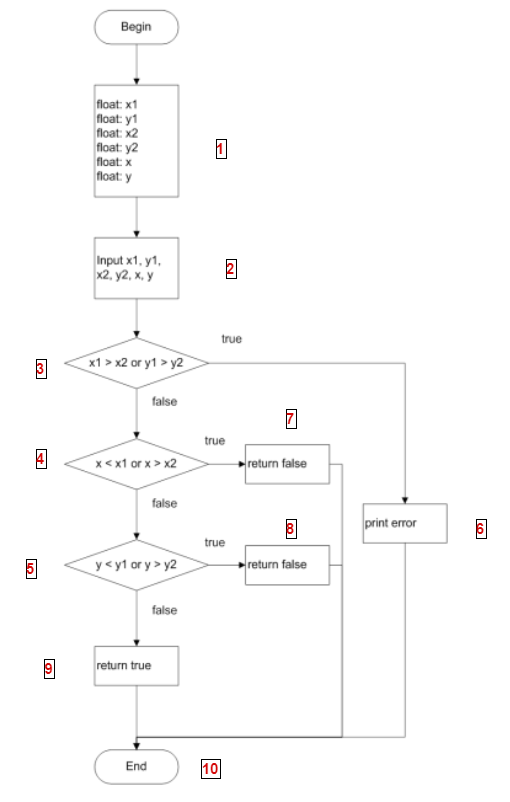 Begin
float: x1
float: y1
float: x2
float: y2
float: x
float: y
1
Input x1, y1,
x2, y2, x, y
2
true
x1 > x2 or y1 > y2
3
false
7
true
4
x < x1 or x > x2
return false
false
print error
6
8
true
5
y < y1 or y > y2
return false
false
9
return true
End
10